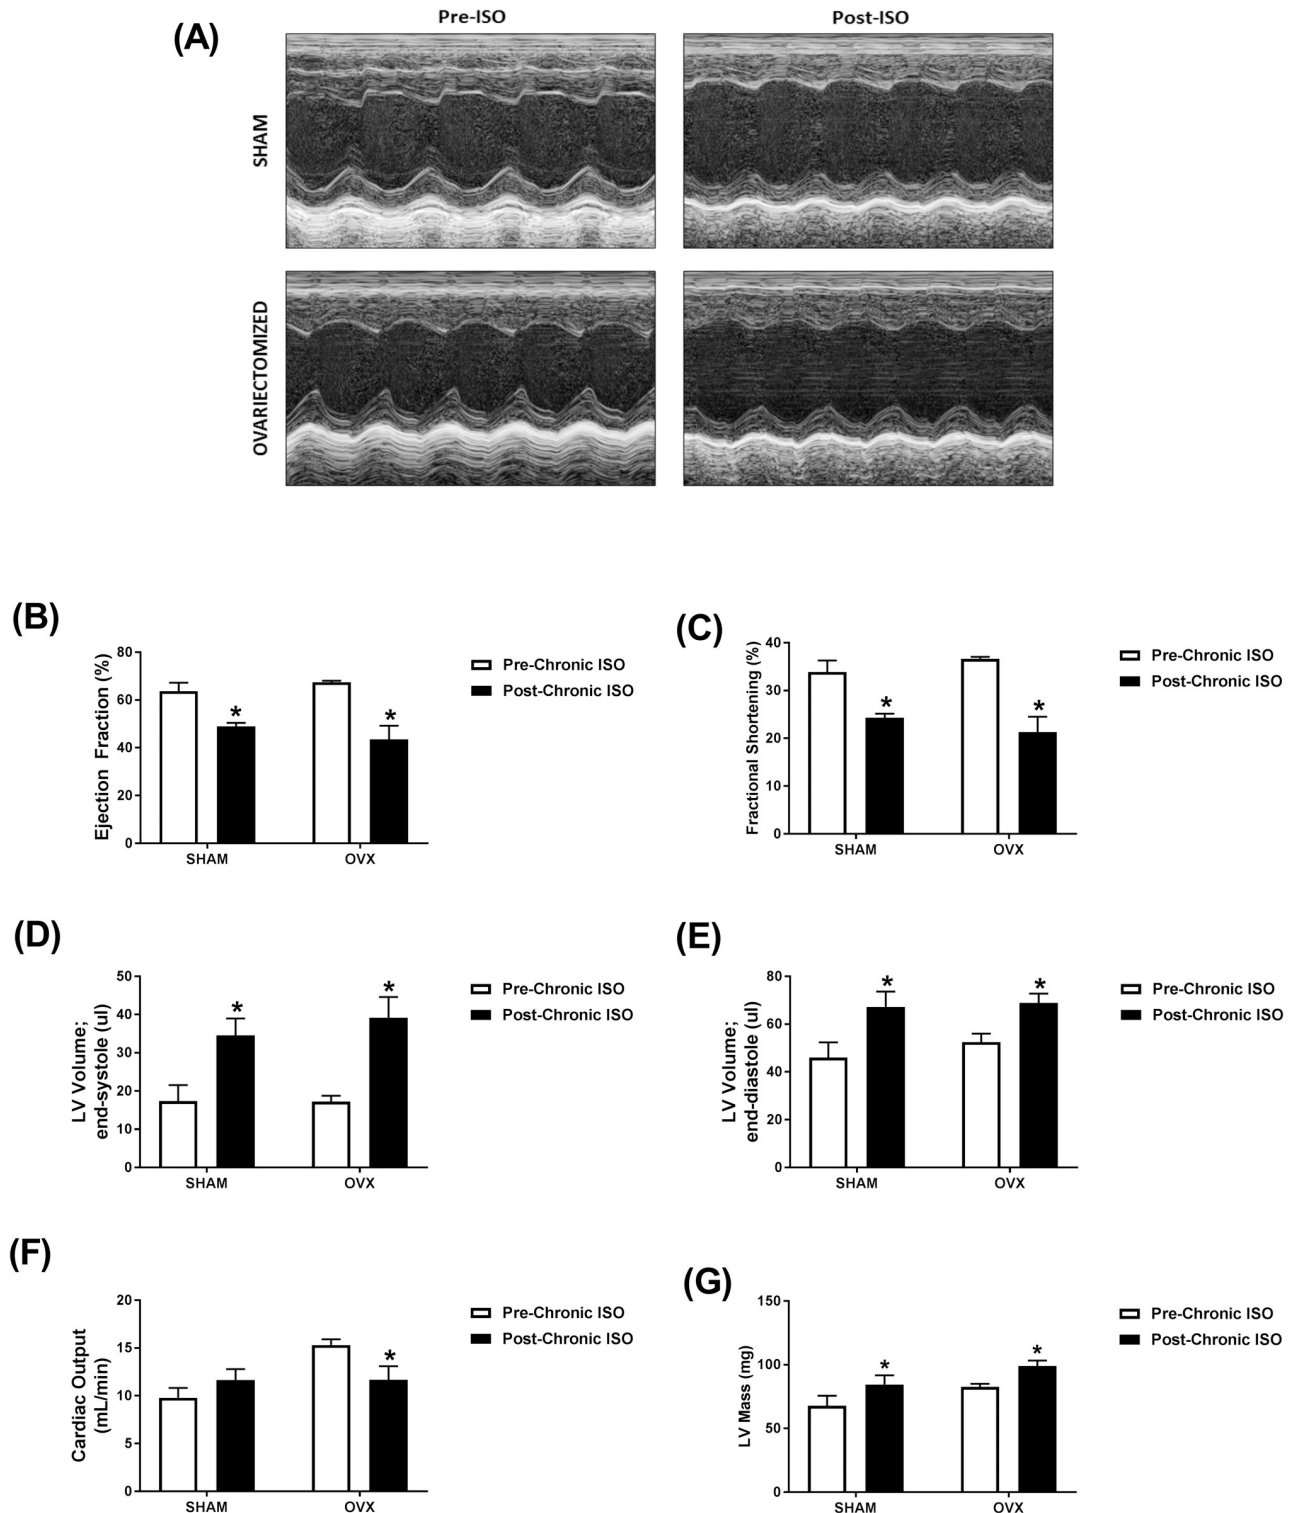 Pre-ISO
Post-ISO
(A)
SHAM
OVARIECTOMIZED
(B)
Ejection Fraction (%)
80
60
40
20
0
*
*
SHAM
OVX
Pre-Chronic ISO
Post-Chronic ISO
(C)
Fractional Shortening (%)
40
30
20
10
0
*
*
SHAM
OVX
Pre-Chronic ISO
Post-Chronic ISO
(D)
LV Volume;
end-systole (ul)
50
40
30
20
10
0
*
*
SHAM
OVX
Pre-Chronic ISO
Post-Chronic ISO
(E)
LV Volume;
end-diastole (ul)
80
60
40
20
0
*
*
SHAM
OVX
Pre-Chronic ISO
Post-Chronic ISO
(F)
Cardiac Output
(mL/min)
20
15
10
5
0
*
SHAM
OVX
Pre-Chronic ISO
Post-Chronic ISO
(G)
LV Mass (mg)
150
100
50
0
*
*
SHAM
OVX
Pre-Chronic ISO
Post-Chronic ISO